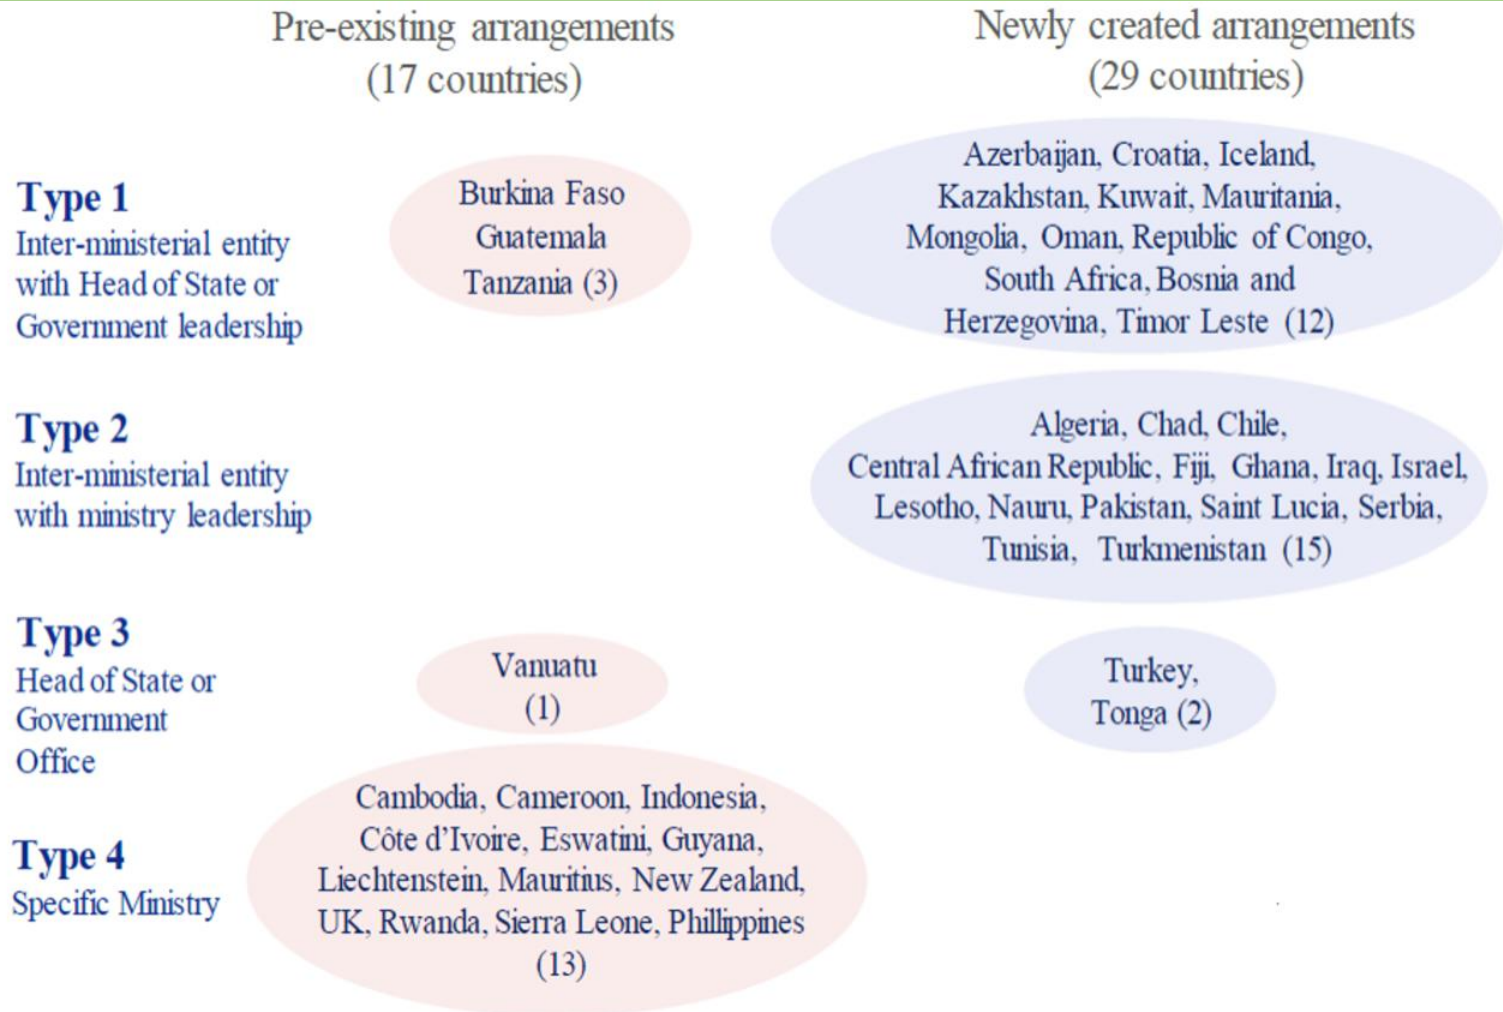 Pre-existing arrangements
(17 countries)
Newly created arrangements
(29 countries)
Type 1
Inter-ministerial entity
with Head of State or
Government leadership
Burkina Faso
Guatemala
Tanzania (3)
Azerbaijan, Croatia, Iceland,
Kazakhstan, Kuwait, Mauritania,
Mongolia, Oman, Republic of Congo,
South Africa, Bosnia and
Herzegovina, Timor Leste (12)
Type 2
Inter-ministerial entity
with ministry leadership
Algeria, Chad, Chile,
Central African Republic, Fiji, Ghana, Iraq, Israel,
Lesotho, Nauru, Pakistan, Saint Lucia, Serbia,
Tunisia, Turkmenistan (15)
Type 3
Head of State or
Government
Office
Vanuatu
(1)
Turkey,
Tonga (2)
Type 4
Specific Ministry
Cambodia, Cameroon, Indonesia,
Côte d’Ivoire, Eswatini, Guyana,
Liechtenstein, Mauritius, New Zealand,
UK, Rwanda, Sierra Leone, Phillippines
(13)